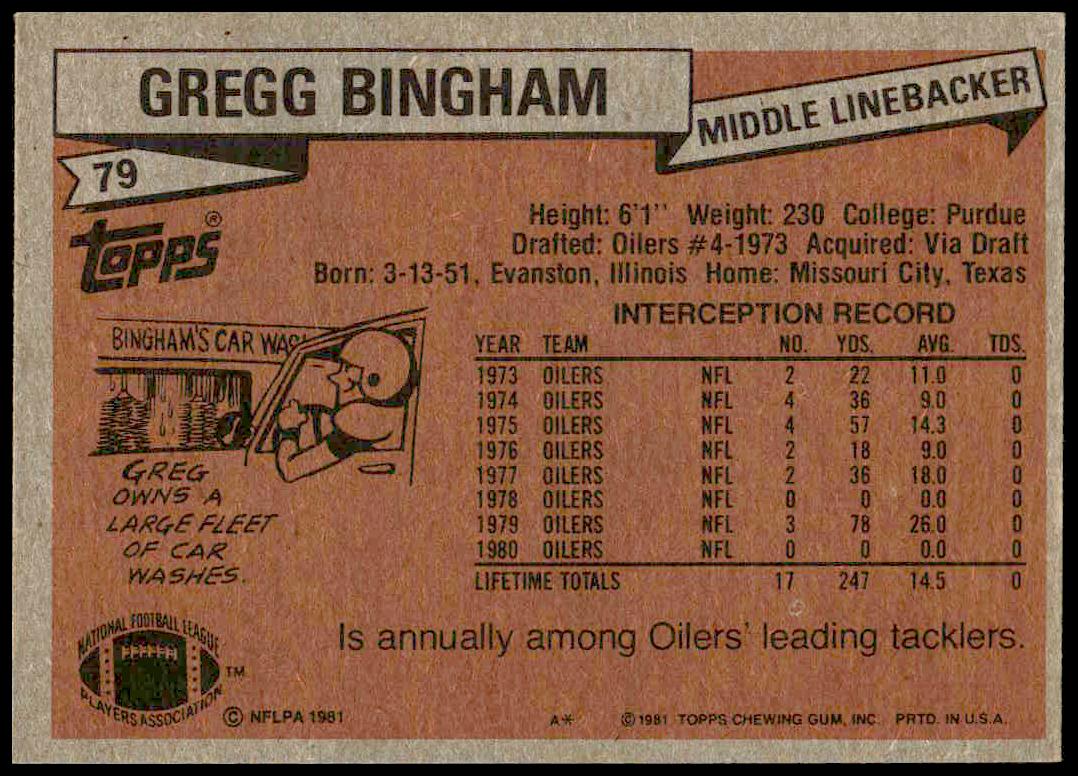 GREGG BINGHAM
MIDDLE LINEBACKER
79
topps®
Height: 6'1" Weight: 230 College: Purdue
Drafted: Oilers #4-1973 Acquired: Via Draft
Born: 3-13-51, Evanston, Illinois Home: Missouri City, Texas
BINGHAM'S CAR WAS
GREG
OWNS A
LARGE FLEET
OF CAR
WASHES.
INTERCEPTION RECORD
YEAR TEAM NO. YDS. AVG. TDS.
1973 OILERS NFL 2 22 11.0 0
1974 OILERS NFL 4 36 9.0 0
1975 OILERS NFL 4 57 14.3 0
1976 OILERS NFL 2 18 9.0 0
1977 OILERS NFL 2 36 18.0 0
1978 OILERS NFL 0 0 0.0 0
1979 OILERS NFL 3 78 26.0 0
1980 OILERS NFL 0 0 0.0 0
LIFETIME TOTALS 17 247 14.5 0
Is annually among Oilers' leading tacklers.
NATIONAL FOOTBALL LEAGUE
PLAYERS ASSOCIATION
TM
© NFLPA 1981
A* © 1981 TOPPS CHEWING GUM, INC. PRTD. IN U.S.A.